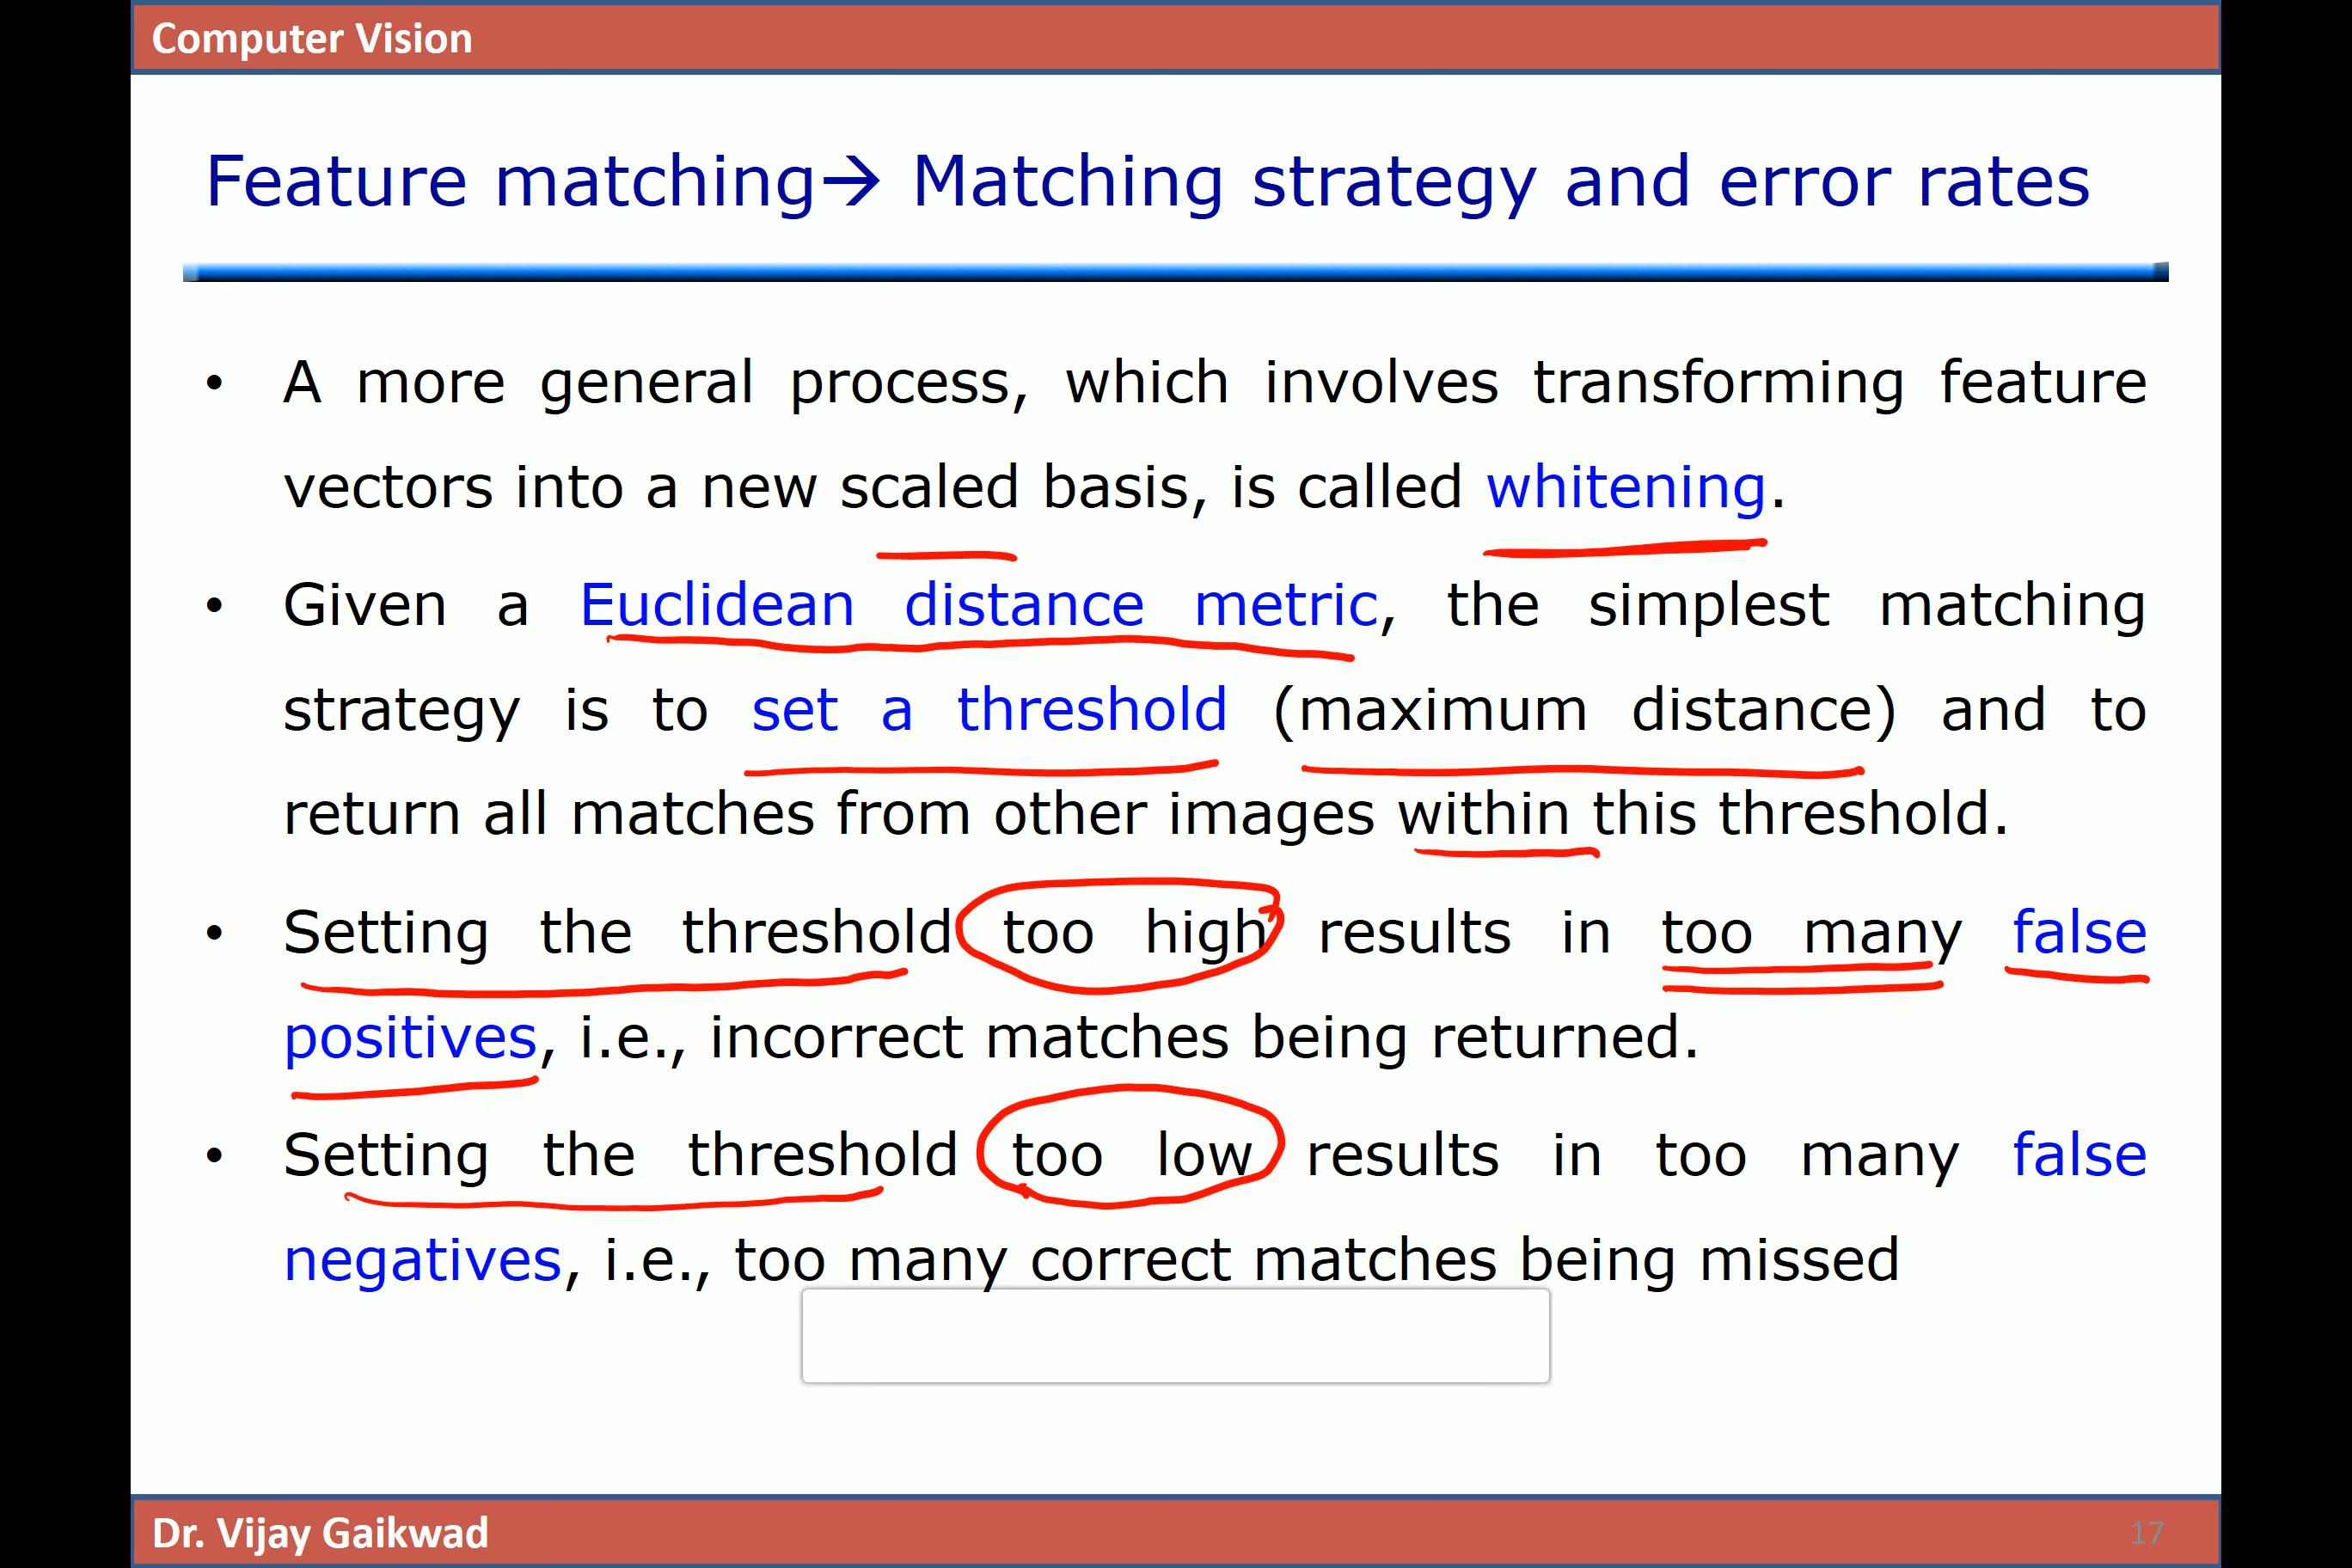 Computer Vision
Feature matching→ Matching strategy and error rates
• A more general process, which involves transforming feature
vectors into a new scaled basis, is called whitening.
• Given a Euclidean distance metric, the simplest matching
strategy is to set a threshold (maximum distance) and to
return all matches from other images within this threshold.
• Setting the threshold too high results in too many false
positives, i.e., incorrect matches being returned.
• Setting the threshold too low results in too many false
negatives, i.e., too many correct matches being missed
Dr. Vijay Gaikwad
17